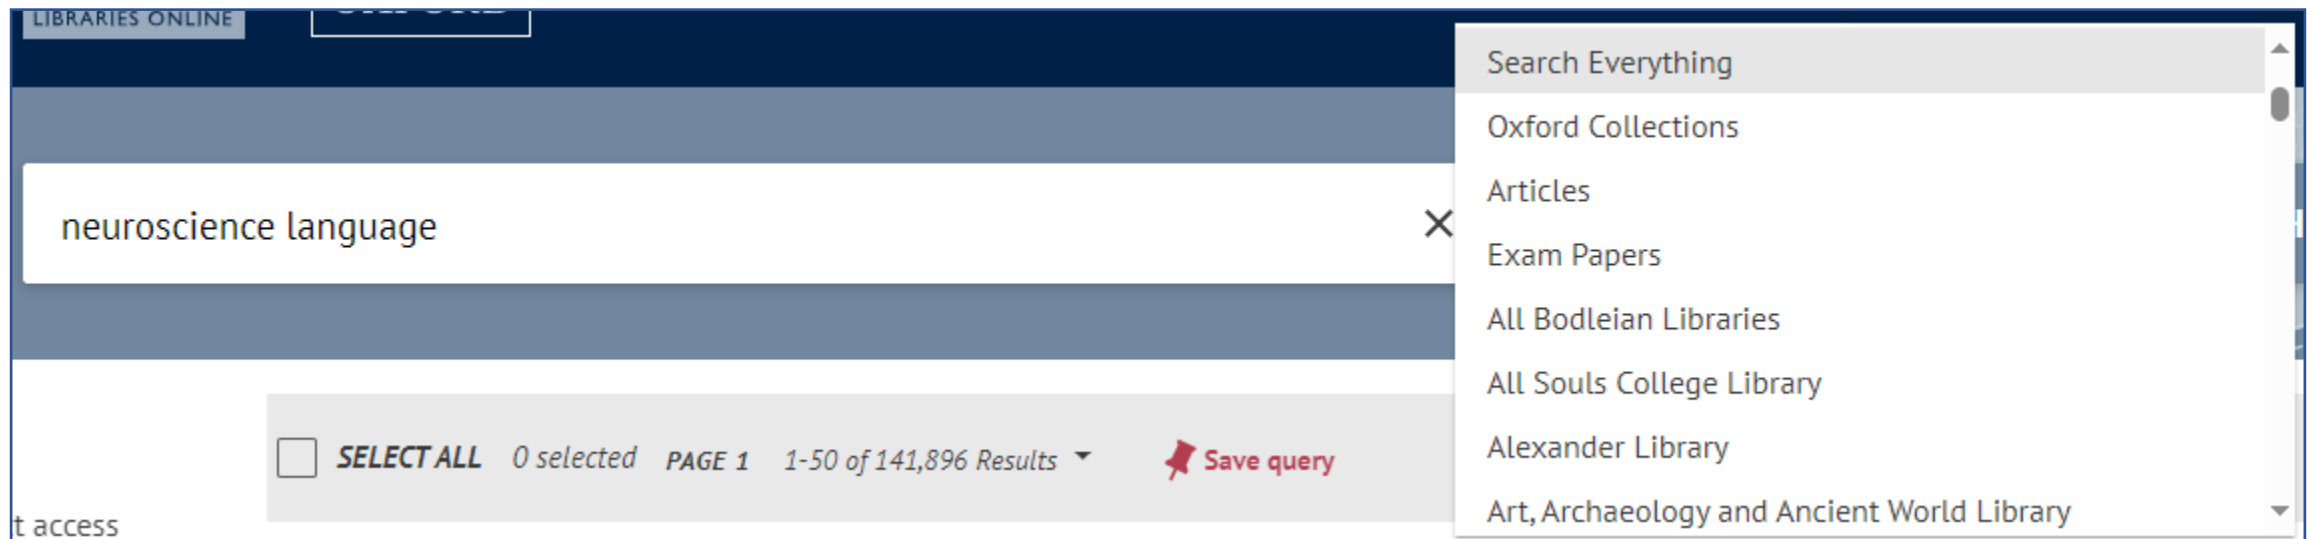 LIBRARIES ONLINE
neuroscience language
Search Everything
Oxford Collections
Articles
Exam Papers
All Bodleian Libraries
All Souls College Library
Alexander Library
Art, Archaeology and Ancient World Library
SELECT ALL 0 selected PAGE 1 1-50 of 141,896 Results Save query
t access